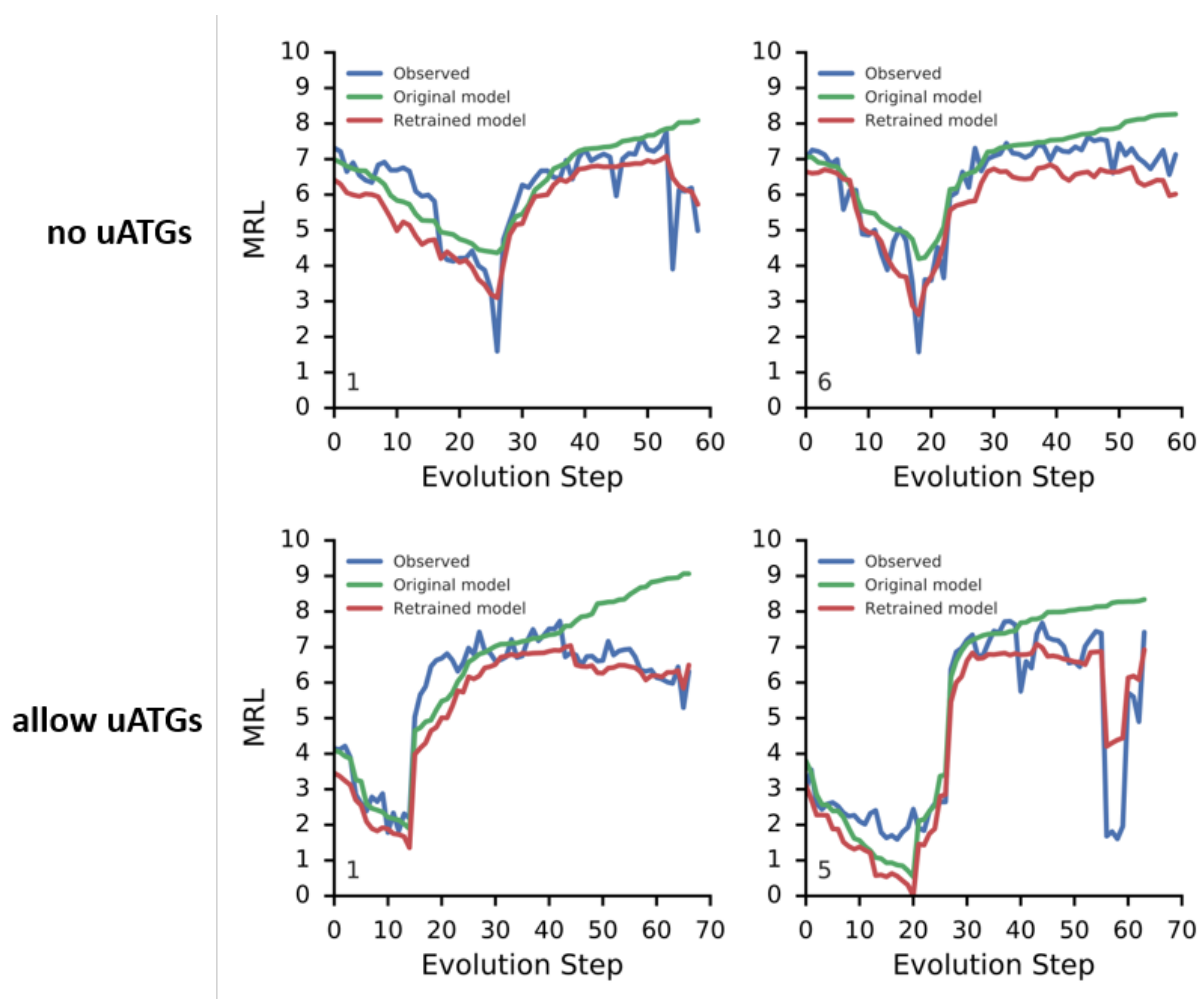 no uATGs
10
9
8
7
6
5
4
3
2
1
0
MRL
Observed
Original model
Retrained model
1
0 10 20 30 40 50 60
Evolution Step
10
9
8
7
6
5
4
3
2
1
0
Observed
Original model
Retrained model
6
0 10 20 30 40 50 60
Evolution Step
allow uATGs
10
9
8
7
6
5
4
3
2
1
0
MRL
Observed
Original model
Retrained model
1
0 10 20 30 40 50 60 70
Evolution Step
10
9
8
7
6
5
4
3
2
1
0
Observed
Original model
Retrained model
5
0 10 20 30 40 50 60 70
Evolution Step